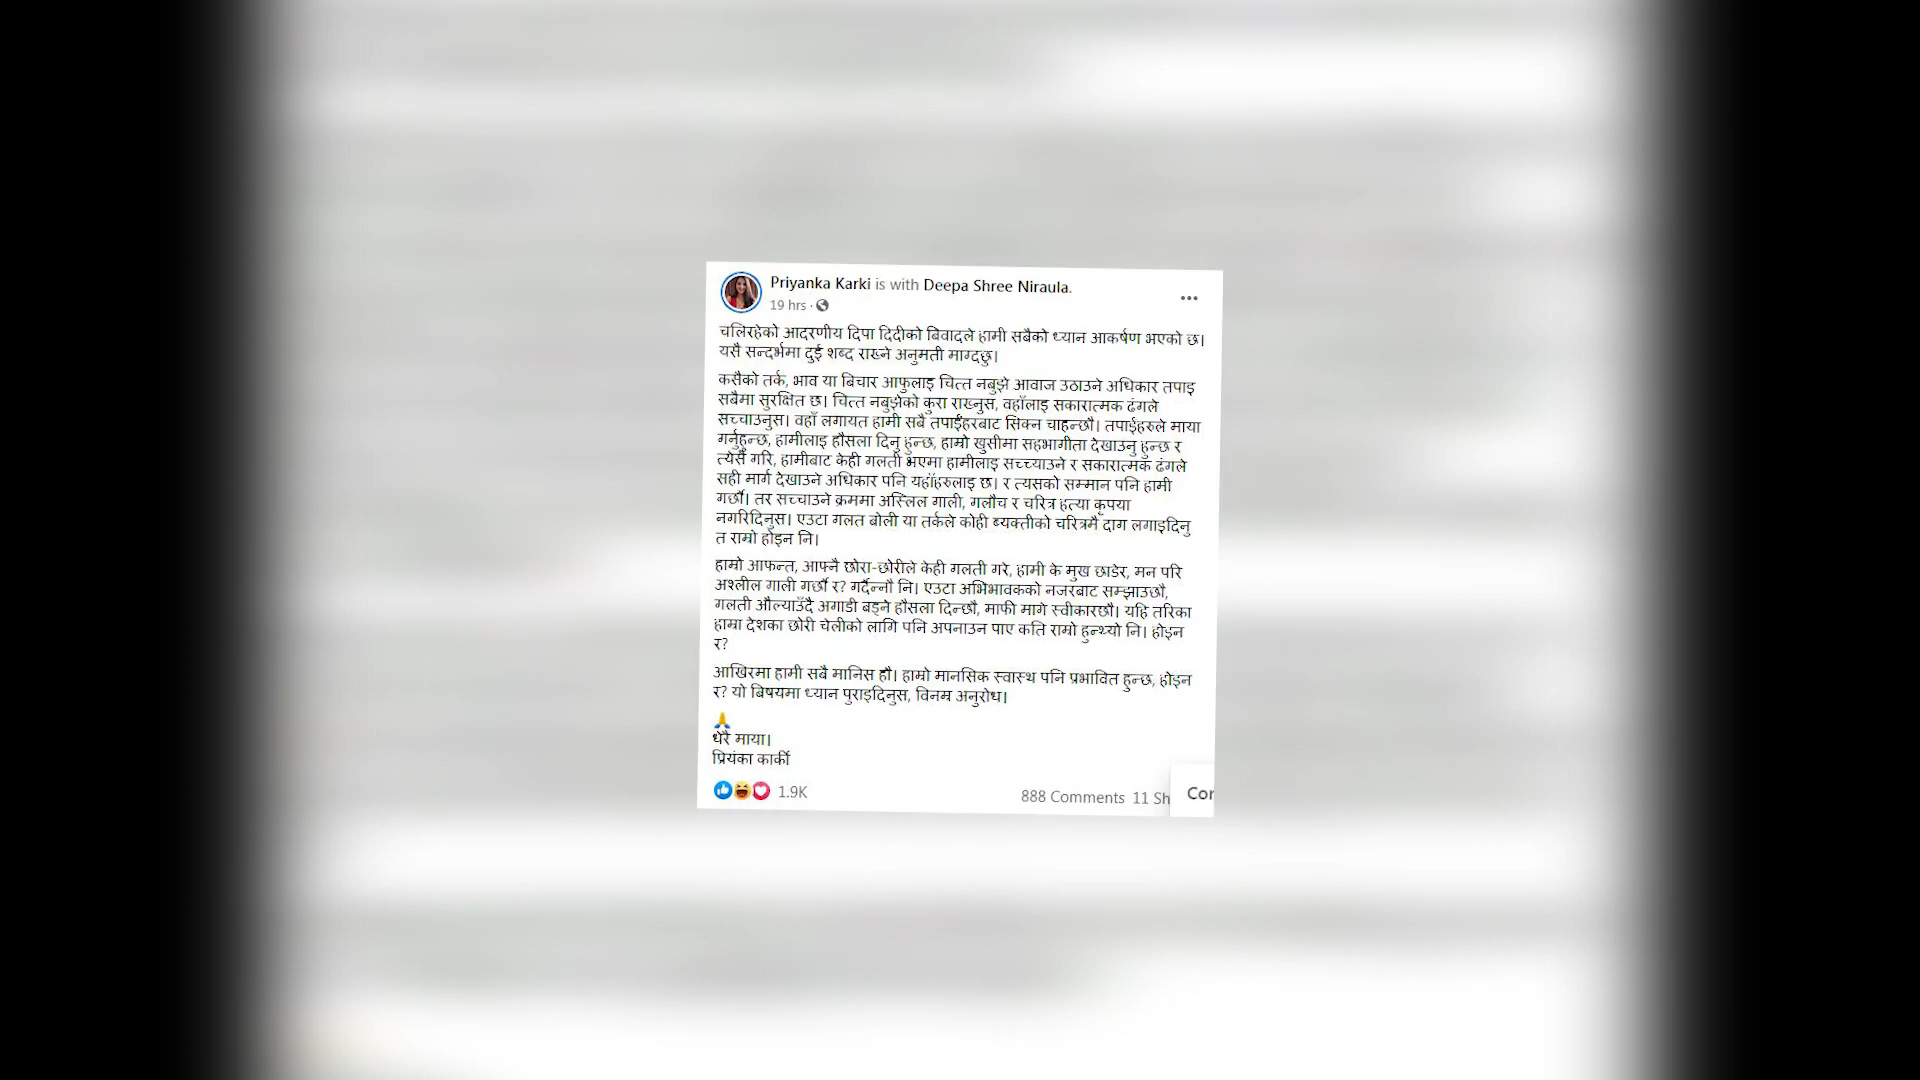 Priyanka Karki is with Deepa Shree Niraula.
19 hrs ·
चलिरहेको आदरणीय दिपा दिदीको बिवादले हामी सबैको ध्यान आकर्षण भएको छ।
यसै सन्दर्भमा दुई शब्द राख्ने अनुमती माग्दछु।
कसैको तर्क, भाव या बिचार आफुलाइ चित्त नबुझे आवाज उठाउने अधिकार तपाइ
सबैमा सुरक्षित छ। चित्त नबुझेको कुरा राख्नुस, वहाँलाइ सकारात्मक ढंगले
सच्चाउनुस। वहाँ लगायत हामी सबै तपाईंहरबाट सिक्न चाहन्छौ। तपाईहरुले माया
गर्नुहुन्छ, हामीलाइ हौसला दिनु हुन्छ, हाम्रो खुसीमा सहभागीता देखाउनु हुन्छ र
त्यसै गरि, हामीबाट केही गलती भएमा हामीलाइ सच्च्याउने र सकारात्मक ढंगले
सही मार्ग देखाउने अधिकार पनि यहाँहरुलाइ छ। र त्यसको सम्मान पनि हामी
गर्छौ। तर सच्चाउने क्रममा अस्लिल गाली, गलौच र चरित्र हत्या कृपया
नगरिदिनुस। एउटा गलत बोली या तर्कले कोही ब्यक्तीको चरित्रमै दाग लगाइदिनु
त राम्रो होइन नि।
हाम्रो आफन्त, आफ्नै छोरा-छोरीले केही गलती गरे, हामी के मुख छाडेर, मन परि
अश्लील गाली गर्छौ र? गर्दैन्नौ नि। एउटा अभिभावकको नजरबाट सम्झाउछौ,
गलती औल्याउँदै अगाडी बड्ने हौसला दिन्छौ, माफी मागे स्वीकारछौ। यहि तरिका
हाम्रा देशका छोरी चेलीको लागि पनि अपनाउन पाए कति राम्रो हुन्थ्यो नि। होइन
र?
आखिरमा हामी सबै मानिस हौ। हाम्रो मानसिक स्वास्थ पनि प्रभावित हुन्छ, होइन
र? यो बिषयमा ध्यान पुराइदिनुस, विनम्र अनुरोध।
🙏
धेरै माया।
प्रियंका कार्की
1.9K 888 Comments 11 Sh Cor